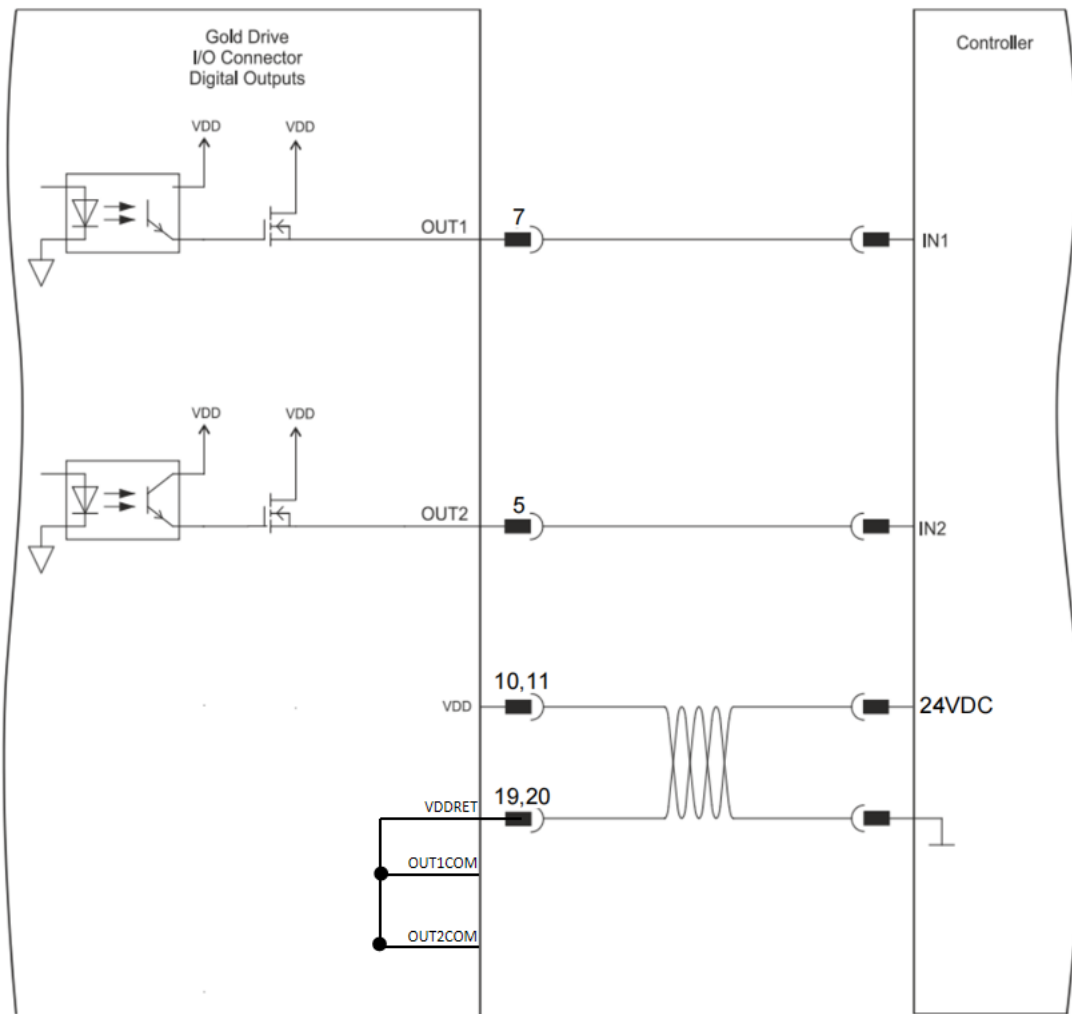 Gold Drive
I/O Connector
Digital Outputs
Controller
VDD
VDD
OUT1
7
IN1
VDD
VDD
OUT2
5
IN2
VDD
10,11
24VDC
VDDRET
19,20
OUT1COM
OUT2COM